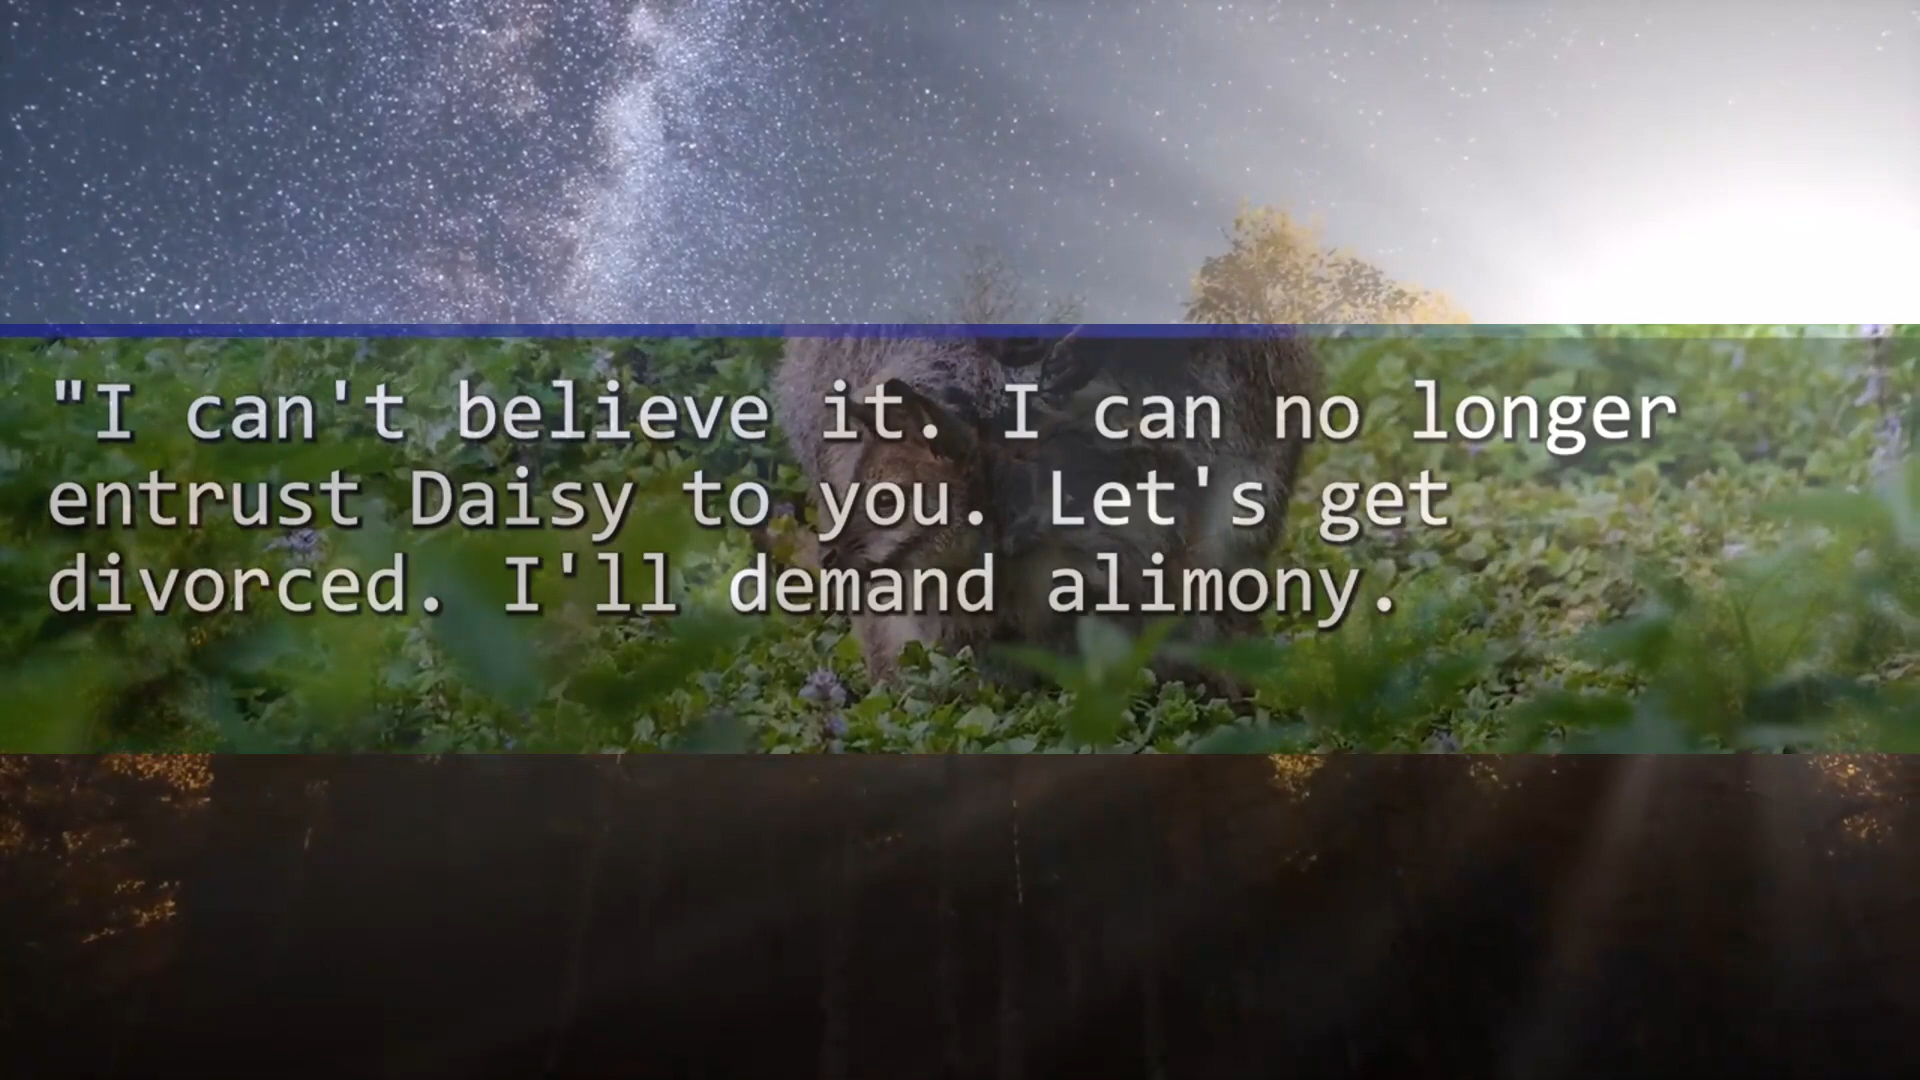 "I can't believe it. I can no longer
entrust Daisy to you. Let's get
divorced. I'll demand alimony.